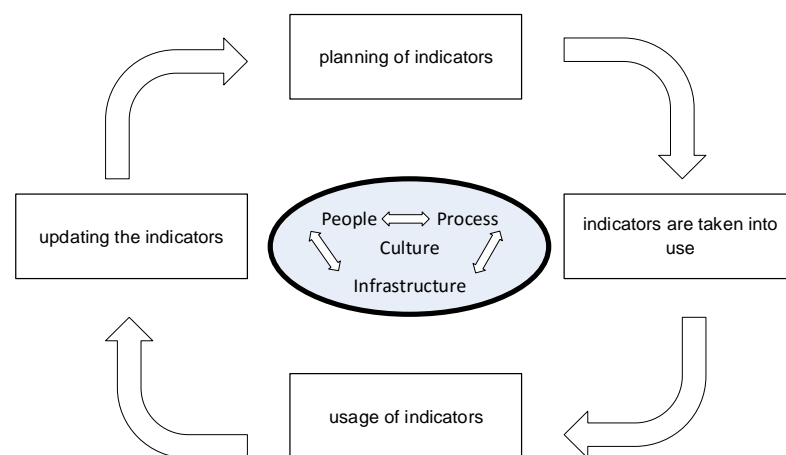 planning of indicators
updating the indicators
People
Process
Culture
Infrastructure
indicators are taken into
use
usage of indicators